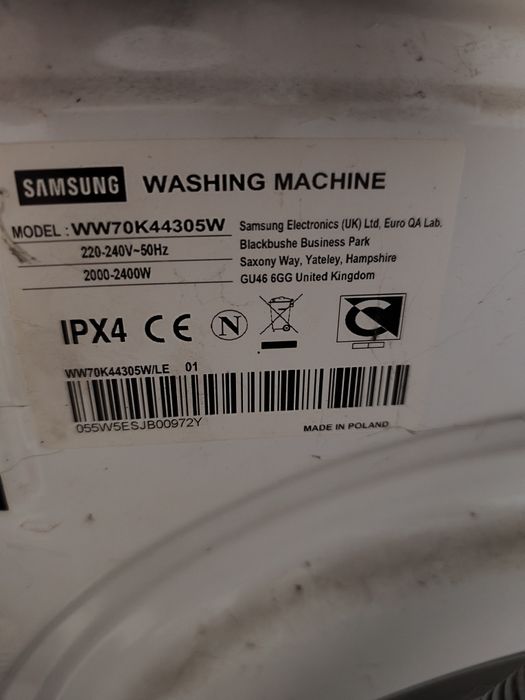 SAMSUNG WASHING MACHINE
MODEL : WW70K44305W
220-240V~50Hz
2000-2400W
Samsung Electronics (UK) Ltd, Euro QA Lab.
Blackbushe Business Park
Saxony Way, Yateley, Hampshire
GU46 6GG United Kingdom
IPX4 CE N
WW70K44305W/LE 01
055W5ESJB00972Y
MADE IN POLAND